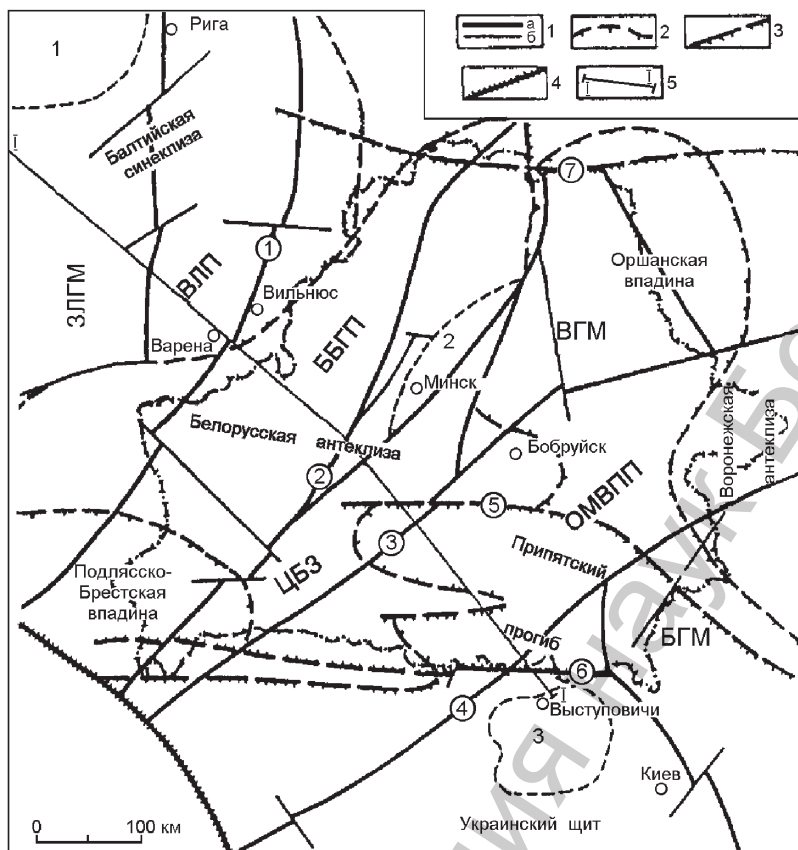 Рига
1
а
б
1
2
3
4
I
I
5
I
Балтийская
синеклиза
7
ЗЛГМ
ВЛП
1
Вильнюс
Варена
ББГП
2
Минск
ВГМ
Оршанская
впадина
Белорусская антеклиза
2
Бобруйск
Воронежская
антеклиза
5
ОМВПП
3
ЦБЗ
Припятский
прогиб
Подлясско-
Брестская
впадина
БГМ
6
4
I
Выступовичи
3
Киев
0 100 км
Украинский щит